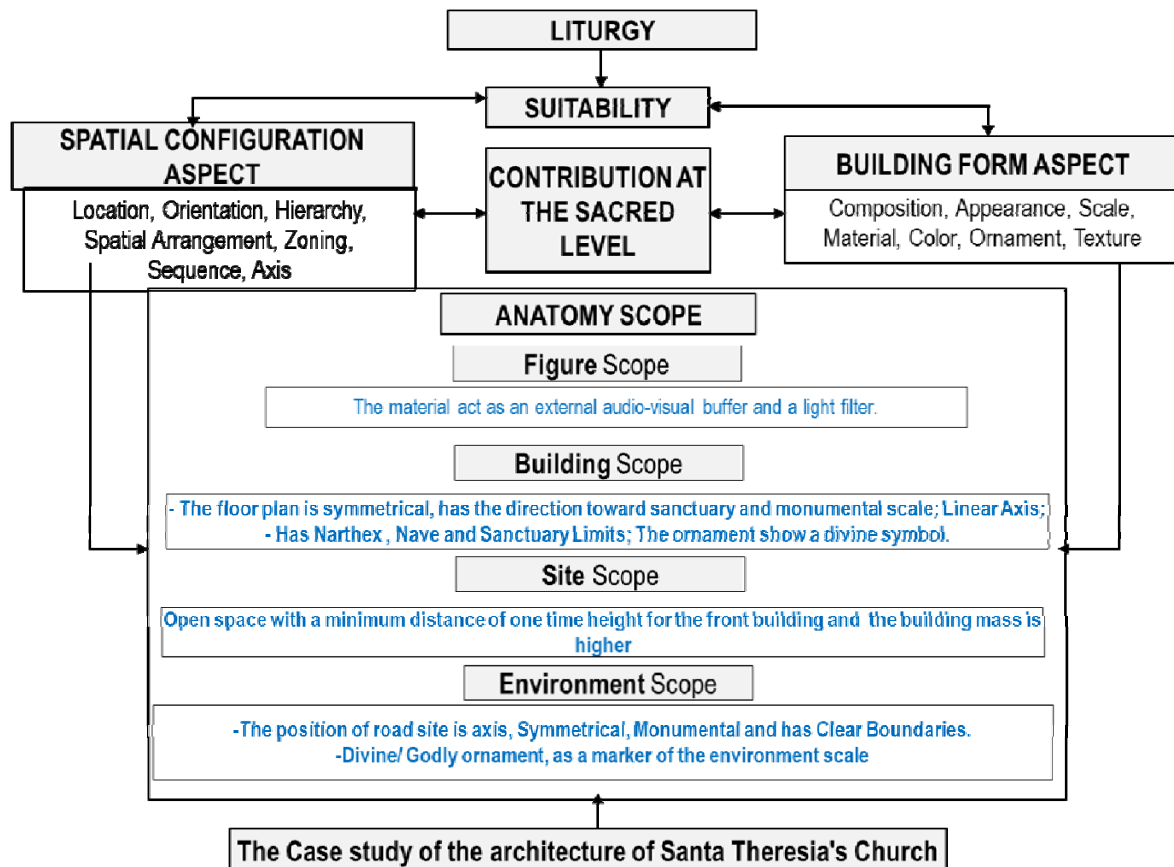 LITURGY
SUITABILITY
SPATIAL CONFIGURATION
ASPECT
Location, Orientation, Hierarchy,
Spatial Arrangement, Zoning,
Sequence, Axis
CONTRIBUTION AT
THE SACRED
LEVEL
BUILDING FORM ASPECT
Composition, Appearance, Scale,
Material, Color, Ornament, Texture
ANATOMY SCOPE
Figure Scope
The material act as an external audio-visual buffer and a light filter.
Building Scope
- The floor plan is symmetrical, has the direction toward sanctuary and monumental scale; Linear Axis;
- Has Narthex , Nave and Sanctuary Limits; The ornament show a divine symbol.
Site Scope
Open space with a minimum distance of one time height for the front building and the building mass is
higher
Environment Scope
-The position of road site is axis, Symmetrical, Monumental and has Clear Boundaries.
-Divine/ Godly ornament, as a marker of the environment scale
The Case study of the architecture of Santa Theresia's Church